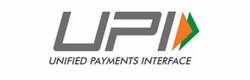 UPI
UNIFIED PAYMENTS INTERFACE